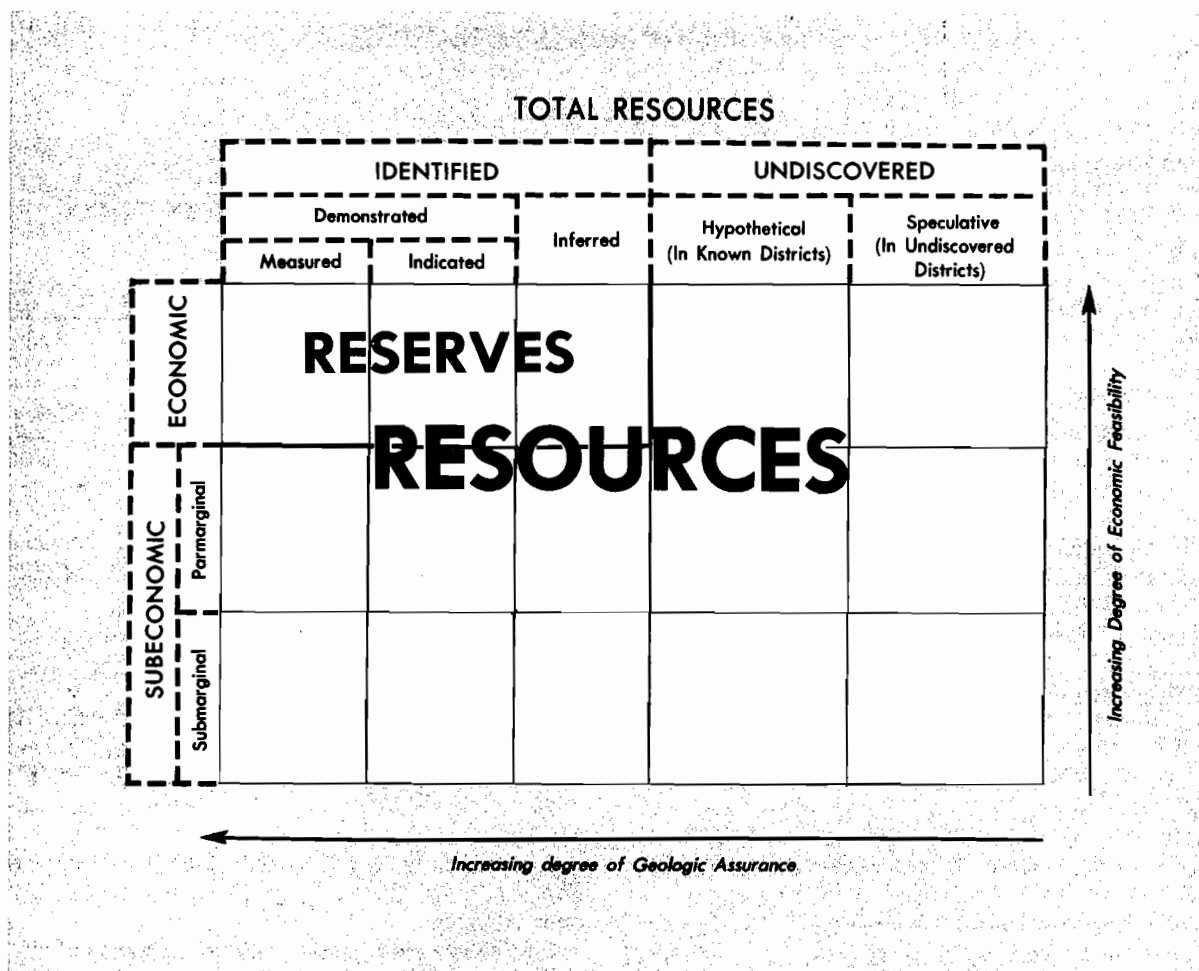 TOTAL RESOURCES
IDENTIFIED
UNDISCOVERED
Demonstrated
Inferred
Hypothetical
(In Known Districts)
Speculative
(In Undiscovered
Districts)
Measured
Indicated
ECONOMIC
RESERVES
RESOURCES
SUBECONOMIC
Parmarginal
Submarginal
Increasing Degree of Economic Feasibility
Increasing degree of Geologic Assurance